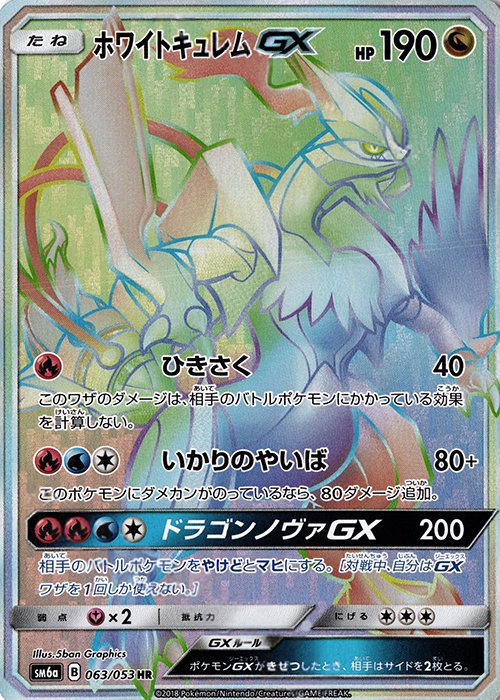 たね ホワイトキュレムGX HP 190
ひきさく 40
このワザのダメージは、相手のバトルポケモンにかかっている効果
を計算しない。
いかりのやいば 80+
このポケモンにダメカンがのっているなら、80ダメージ追加。
ドラゴンノヴァGX 200
相手のバトルポケモンをやけどとマヒにする。[対戦中、自分はGX
ワザを1回しか使えない。]
弱点 ×2 抵抗力 にげる
Illus.5ban Graphics
GXルール
SM6a B 063/053 HR
ポケモンGXがきぜつしたとき、相手はサイドを2枚とる。
©2018 Pokémon/Nintendo/Creatures/GAME FREAK.